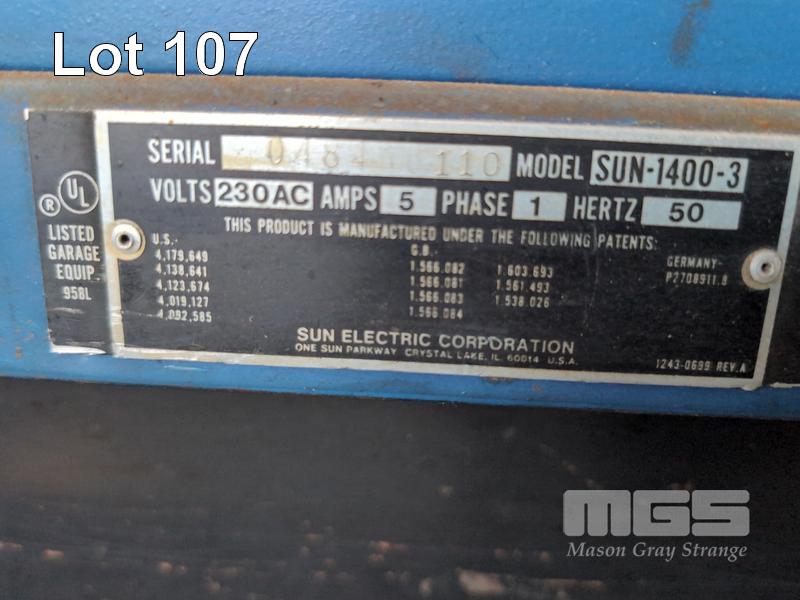 Lot 107
SERIAL 110 MODEL SUN-1400-3
VOLTS 230AC AMPS 5 PHASE 1 HERTZ 50
THIS PRODUCT IS MANUFACTURED UNDER THE FOLLOWING PATENTS:
UL
®
LISTED
GARAGE
EQUIP.
958L
U.S.-
4,179,649
4,138,641
4,123,674
4,019,127
4,092,585
G.B.-
1.566.082 1.603.693
1.566.081 1.561.493
1.566.083 1.538.026
1.566.084
GERMANY-
P2708911.8
SUN ELECTRIC CORPORATION
ONE SUN PARKWAY, CRYSTAL LAKE, IL. 60014 U.S.A.
1243-0699 REV.A
MGS
Mason Gray Strange